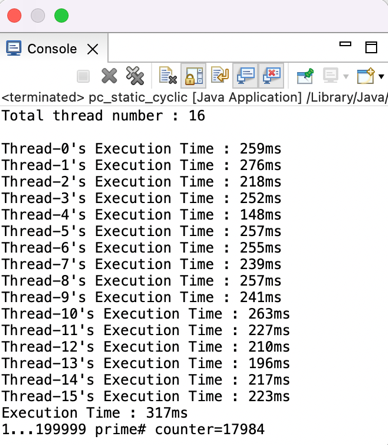 Console
<terminated> pc_static_cyclic [Java Application] /Library/Java/
Total thread number : 16
Thread-0's Execution Time : 259ms
Thread-1's Execution Time : 276ms
Thread-2's Execution Time : 218ms
Thread-3's Execution Time : 252ms
Thread-4's Execution Time : 148ms
Thread-5's Execution Time : 257ms
Thread-6's Execution Time : 255ms
Thread-7's Execution Time : 239ms
Thread-8's Execution Time : 257ms
Thread-9's Execution Time : 241ms
Thread-10's Execution Time : 263ms
Thread-11's Execution Time : 227ms
Thread-12's Execution Time : 210ms
Thread-13's Execution Time : 196ms
Thread-14's Execution Time : 217ms
Thread-15's Execution Time : 223ms
Execution Time : 317ms
1...199999 prime# counter=17984